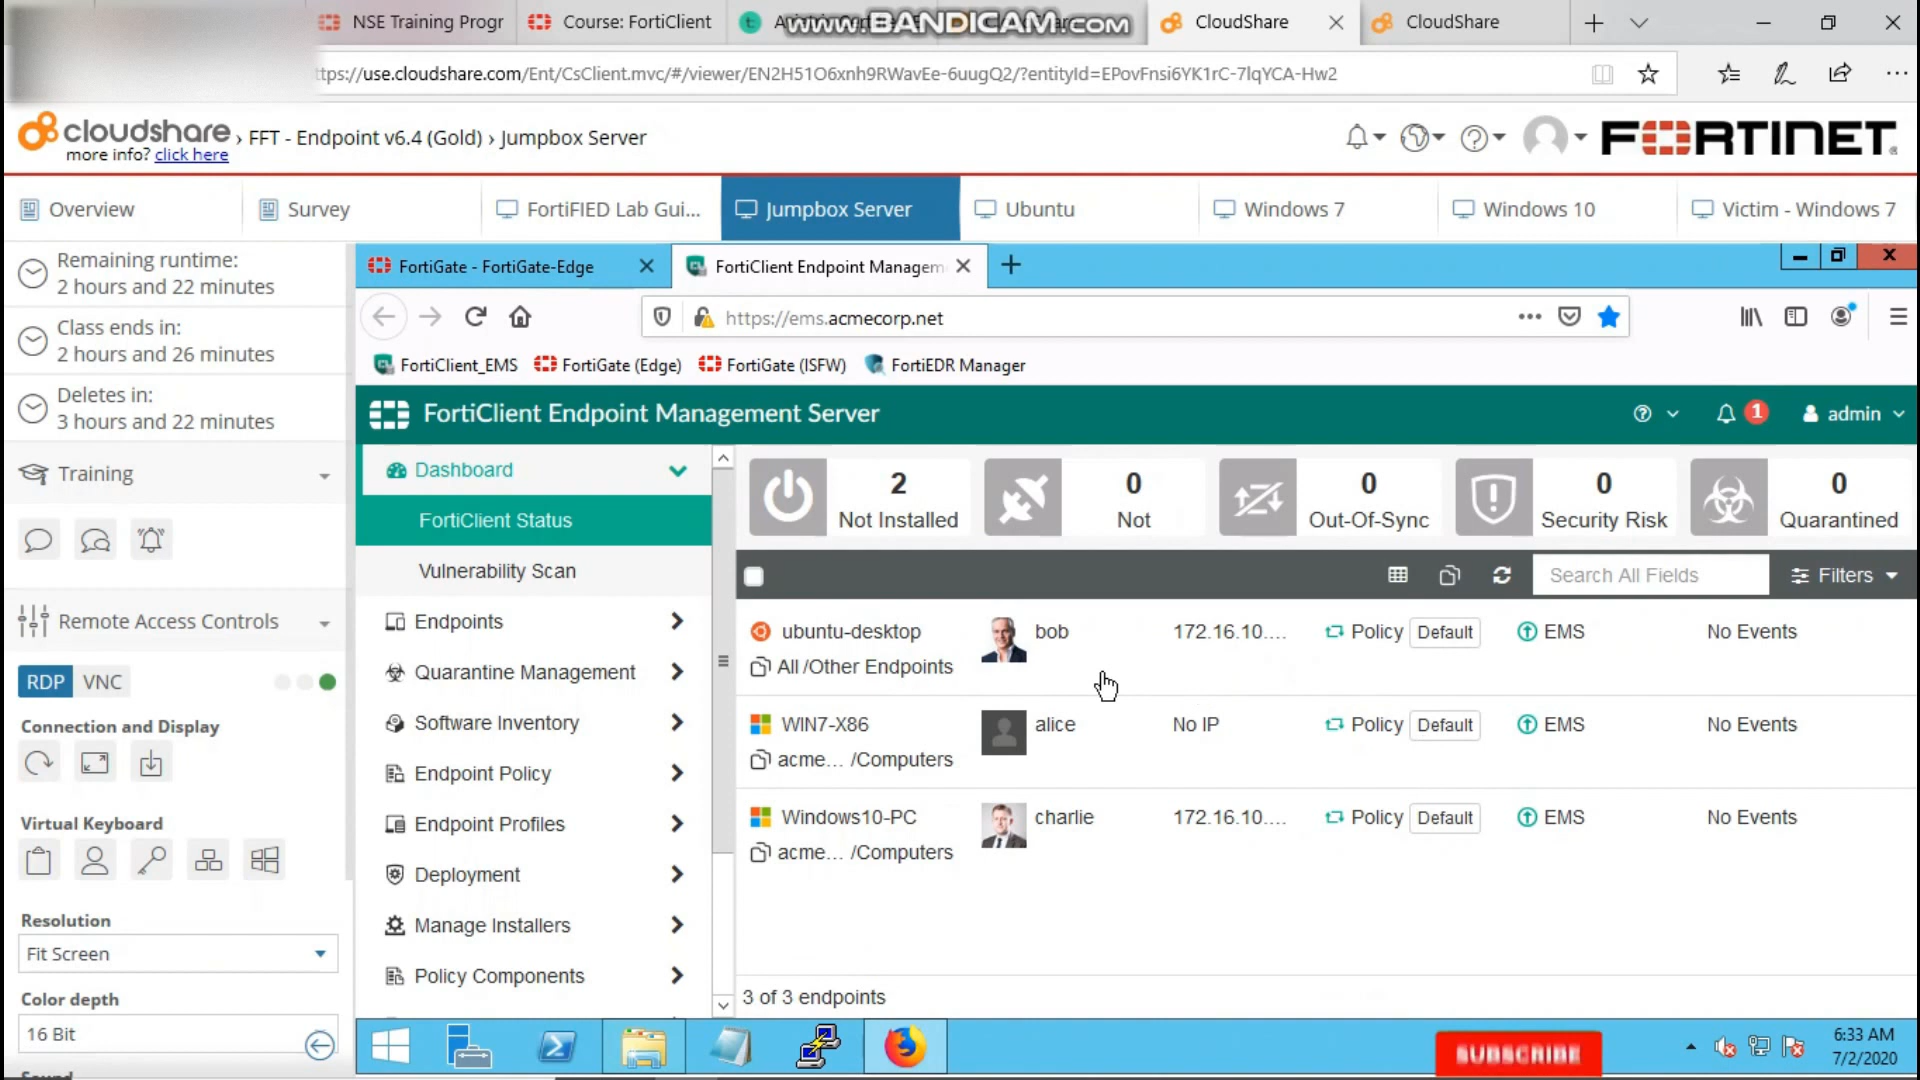 NSE Training Progr
Course: FortiClient
WWW.BANDICAM.COM
CloudShare
CloudShare
ttps://use.cloudshare.com/Ent/CsClient.mvc/#/viewer/EN2H51O6xnh9RWavEe-6uugQ2/?entityId=EPovFnsi6YK1rC-7lqYCA-Hw2
cloudshare › FFT - Endpoint v6.4 (Gold) › Jumpbox Server
more info? click here
FORTINET
Overview
Survey
FortiFIED Lab Gui...
Jumpbox Server
Ubuntu
Windows 7
Windows 10
Victim - Windows 7
Remaining runtime:
2 hours and 22 minutes
Class ends in:
2 hours and 26 minutes
Deletes in:
3 hours and 22 minutes
Training
Remote Access Controls
RDP VNC
Connection and Display
Virtual Keyboard
Resolution
Fit Screen
Color depth
16 Bit
Sound
FortiGate - FortiGate-Edge
FortiClient Endpoint Managem
https://ems.acmecorp.net
FortiClient_EMS
FortiGate (Edge)
FortiGate (ISFW)
FortiEDR Manager
FortiClient Endpoint Management Server
1
admin
Dashboard
FortiClient Status
Vulnerability Scan
Endpoints
Quarantine Management
Software Inventory
Endpoint Policy
Endpoint Profiles
Deployment
Manage Installers
Policy Components
2
Not Installed
0
Not
0
Out-Of-Sync
0
Security Risk
0
Quarantined
Search All Fields
Filters
ubuntu-desktop bob 172.16.10.... Policy Default EMS No Events
All /Other Endpoints
WIN7-X86 alice No IP Policy Default EMS No Events
acme... /Computers
Windows10-PC charlie 172.16.10.... Policy Default EMS No Events
acme... /Computers
3 of 3 endpoints
SUBSCRIBE
6:33 AM
7/2/2020